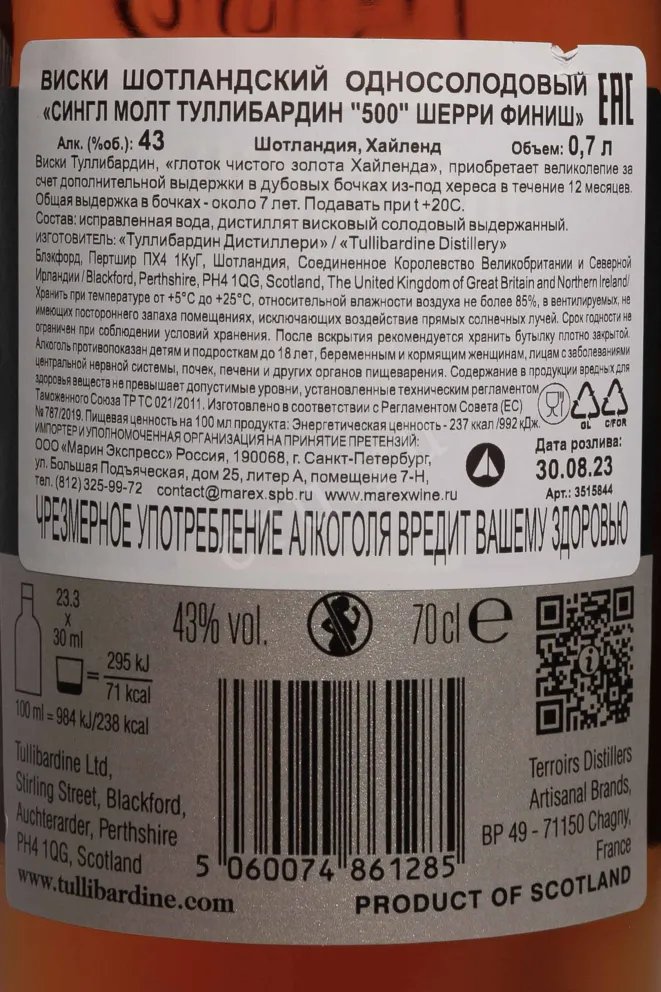 ВИСКИ ШОТЛАНДСКИЙ ОДНОСОЛОДОВЫЙ
«СИНГЛ МОЛТ ТУЛЛИБАРДИН "500" ШЕРРИ ФИНИШ»
EAC
Алк. (%об.): 43 Шотландия, Хайленд Объем: 0,7 л
Виски Туллибардин, «глоток чистого золота Хайленда», приобретает великолепие за
счет дополнительной выдержки в дубовых бочках из-под хереса в течение 12 месяцев.
Общая выдержка в бочках - около 7 лет. Подавать при t +20С.
Состав: исправленная вода, дистиллят висковый солодовый выдержанный.
ИЗГОТОВИТЕЛЬ: «Туллибардин Дистиллери» / «Tullibardine Distillery»
Блэкфорд, Пертшир ПХ4 1КуГ, Шотландия, Соединенное Королевство Великобритании и Северной
Ирландии / Blackford, Perthshire, PH4 1QG, Scotland, The United Kingdom of Great Britain and Northern Ireland/
Хранить при температуре от +5°С до +25°С, относительной влажности воздуха не более 85%, в вентилируемых, не
имеющих постороннего запаха помещениях, исключающих воздействие прямых солнечных лучей. Срок годности не
ограничен при соблюдении условий хранения. После вскрытия рекомендуется хранить бутылку плотно закрытой.
Алкоголь противопоказан детям и подросткам до 18 лет, беременным и кормящим женщинам, лицам с заболеваниями
центральной нервной системы, почек, печени и других органов пищеварения. Содержание в продукции вредных для
здоровья веществ не превышает допустимые уровни, установленные техническим регламентом
Таможенного Союза ТР ТС 021/2011. Изготовлено в соответствии с Регламентом Совета (ЕС)
№ 787/2019. Пищевая ценность на 100 мл продукта: Энергетическая ценность - 237 ккал /992 кДж.
GL C/FOR
ИМПОРТЕР И УПОЛНОМОЧЕННАЯ ОРГАНИЗАЦИЯ НА ПРИНЯТИЕ ПРЕТЕНЗИЙ:
ООО «Марин Экспресс» Россия, 190068, г. Санкт-Петербург,
ул. Большая Подъяческая, дом 25, литер А, помещение 7-Н,
тел. (812) 325-99-72 contact@marex.spb.ru www.marexwine.ru
Дата розлива:
30.08.23
Арт.: 3515844
ЧРЕЗМЕРНОЕ УПОТРЕБЛЕНИЕ АЛКОГОЛЯ ВРЕДИТ ВАШЕМУ ЗДОРОВЬЮ
23.3
x
30 ml
= 295 kJ
71 kcal
100 ml = 984 kJ/238 kcal
43% vol.
70 cl e
Tullibardine Ltd,
Stirling Street, Blackford,
Auchterarder, Perthshire
PH4 1QG, Scotland
www.tullibardine.com
5 060074 861285
Terroirs Distillers
Artisanal Brands,
BP 49 - 71150 Chagny,
France
PRODUCT OF SCOTLAND